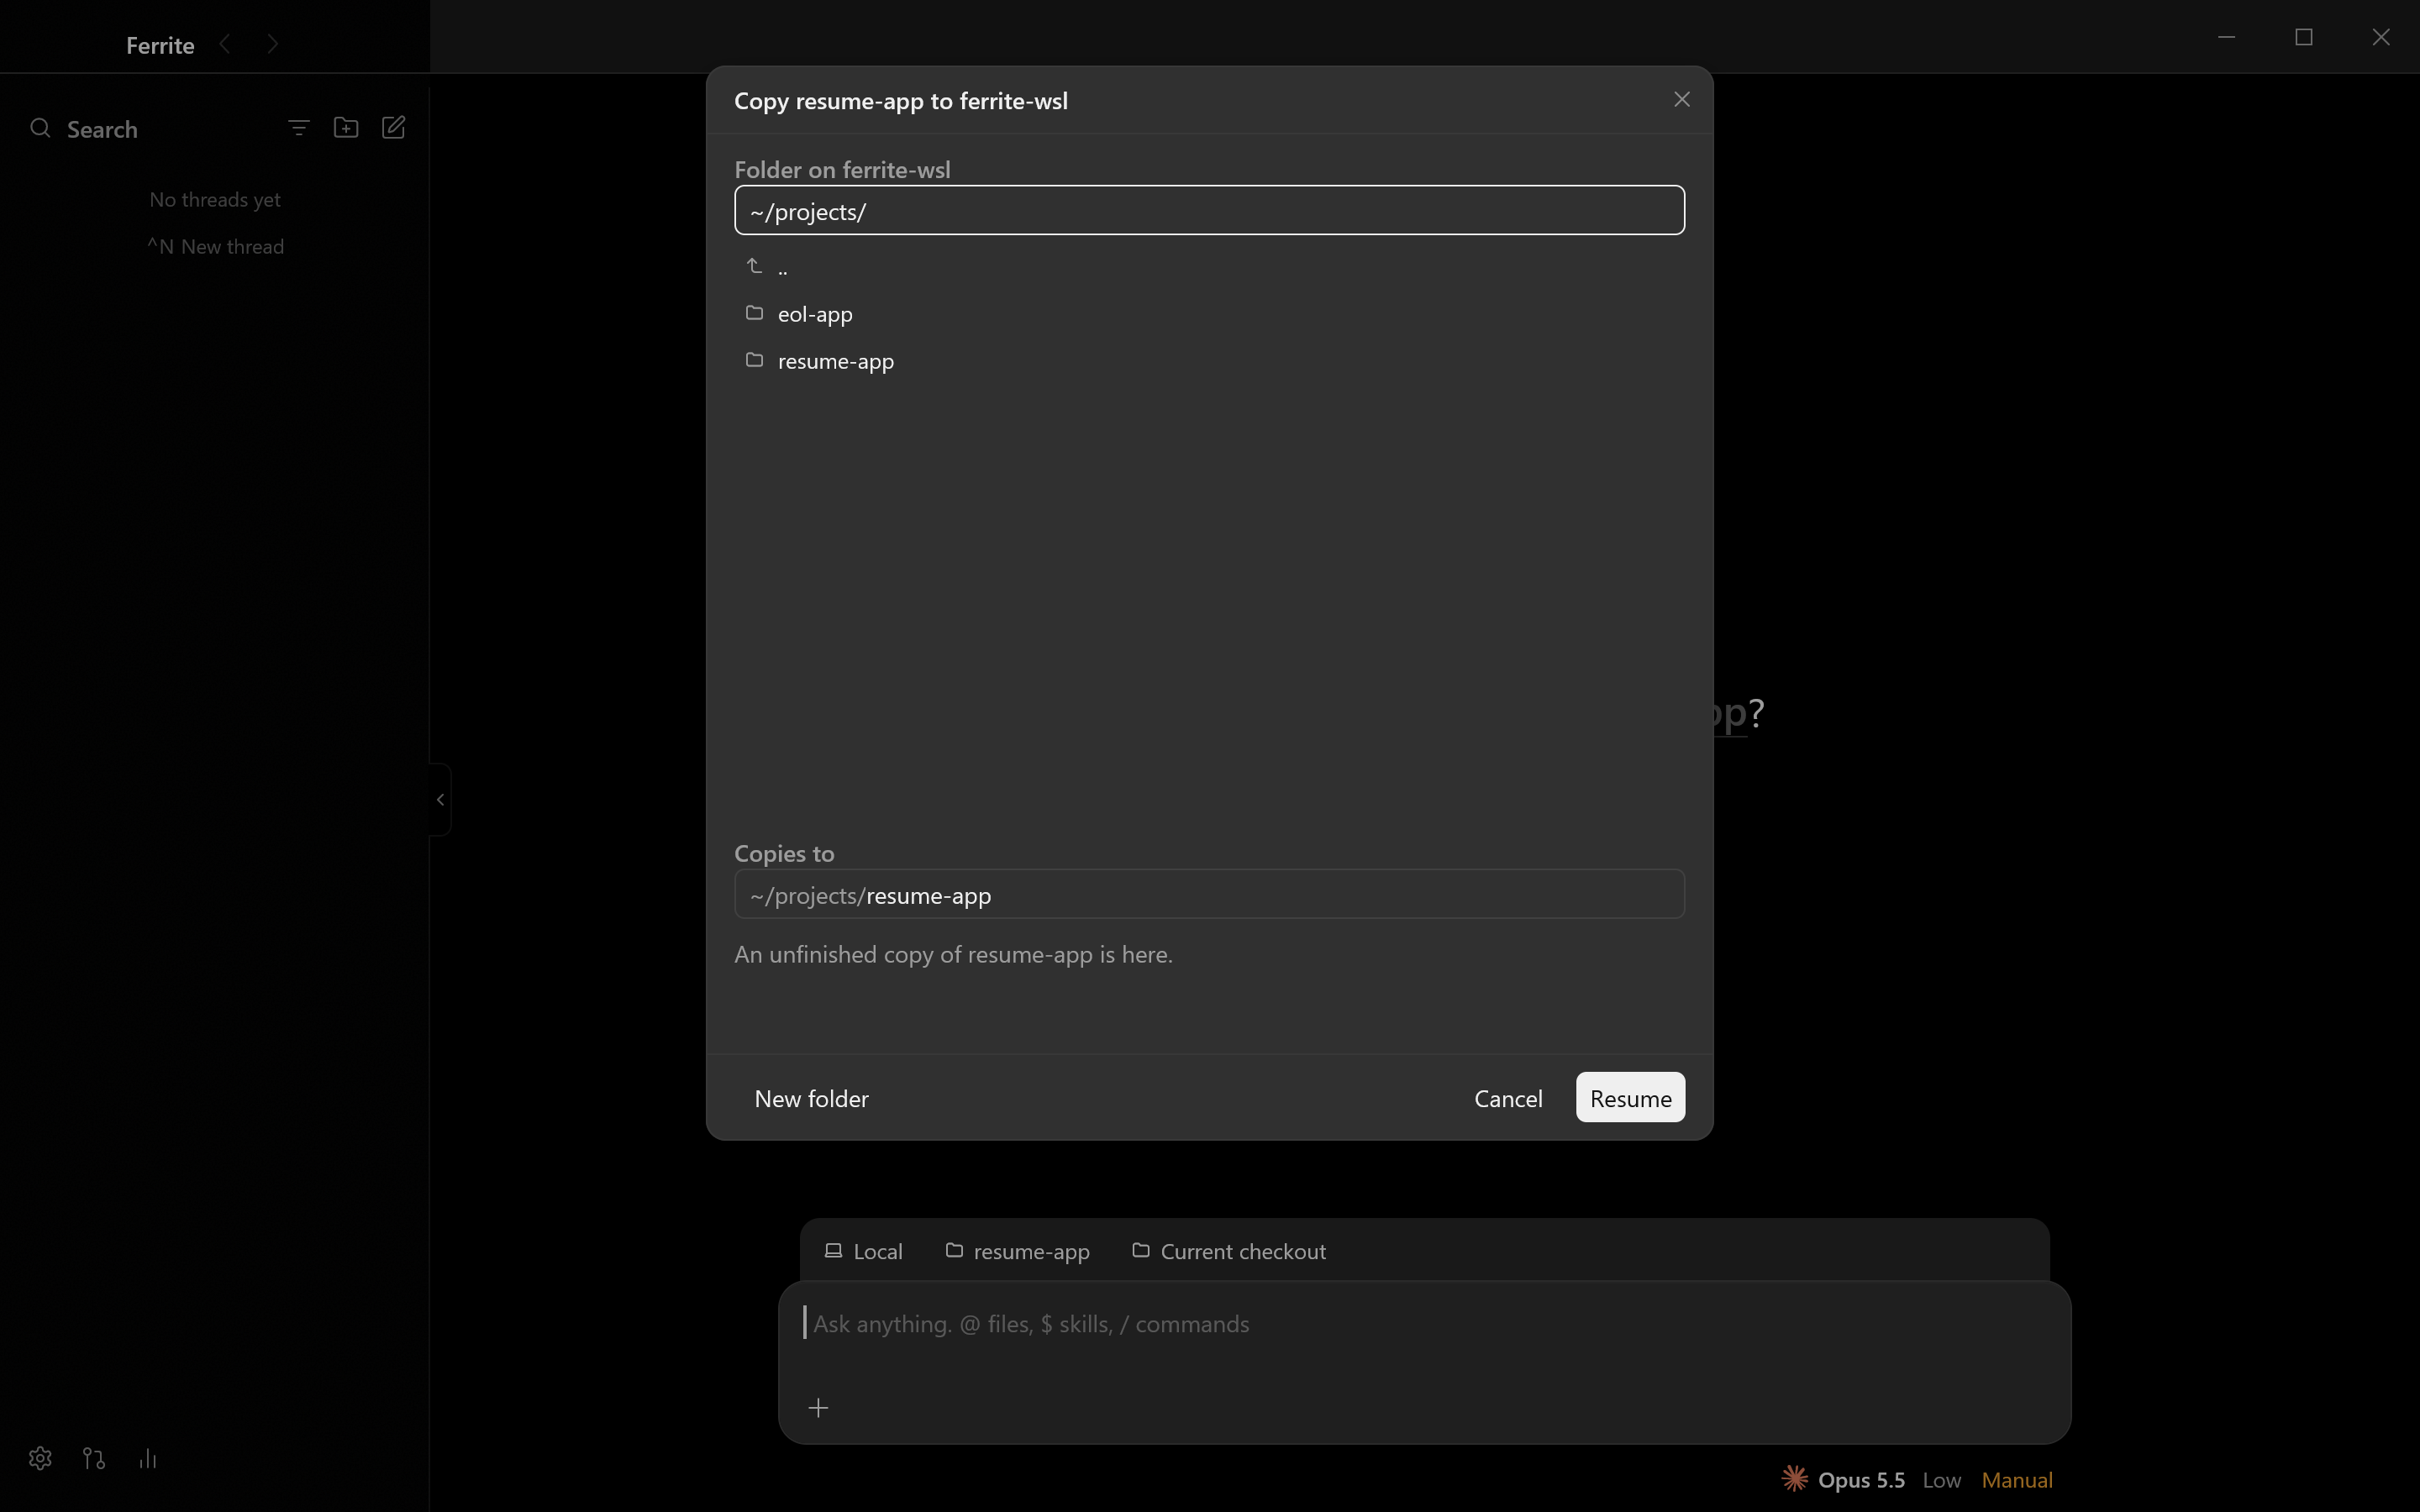 Ferrite
Search
No threads yet
^N New thread
Copy resume-app to ferrite-wsl
Folder on ferrite-wsl
~/projects/
..
eol-app
resume-app
Copies to
~/projects/resume-app
An unfinished copy of resume-app is here.
New folder
Cancel
Resume
pp?
Local
resume-app
Current checkout
Ask anything. @ files, $ skills, / commands
Opus 5.5
Low
Manual